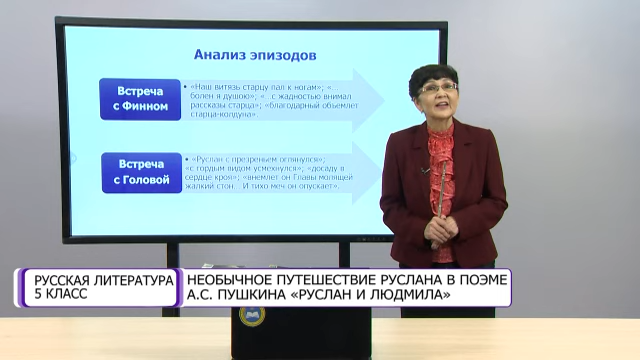 Анализ эпизодов
Встреча
с Финном
• «Наш витязь старцу пал к ногам»; «...
болен я душою»; «...с жадностью внимал
рассказы старца»; «благодарный объемлет
старца-колдуна».
Встреча
с Головой
• «Руслан с презреньем оглянулся»;
«с гордым видом усмехнулся»; «досаду в
сердце кроя»; «внемлет он Главы молящей
жалкий стон... И тихо меч он опускает».
РУССКАЯ ЛИТЕРАТУРА
5 КЛАСС
НЕОБЫЧНОЕ ПУТЕШЕСТВИЕ РУСЛАНА В ПОЭМЕ
А.С. ПУШКИНА «РУСЛАН И ЛЮДМИЛА»